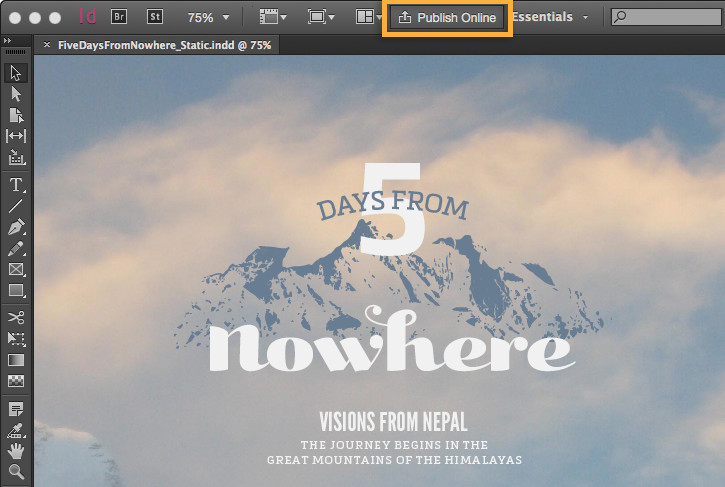 Id Br St 75% Publish Online Essentials
× FiveDaysFromNowhere_Static.indd @ 75%
5
DAYS FROM
nowhere
VISIONS FROM NEPAL
THE JOURNEY BEGINS IN THE
GREAT MOUNTAINS OF THE HIMALAYAS